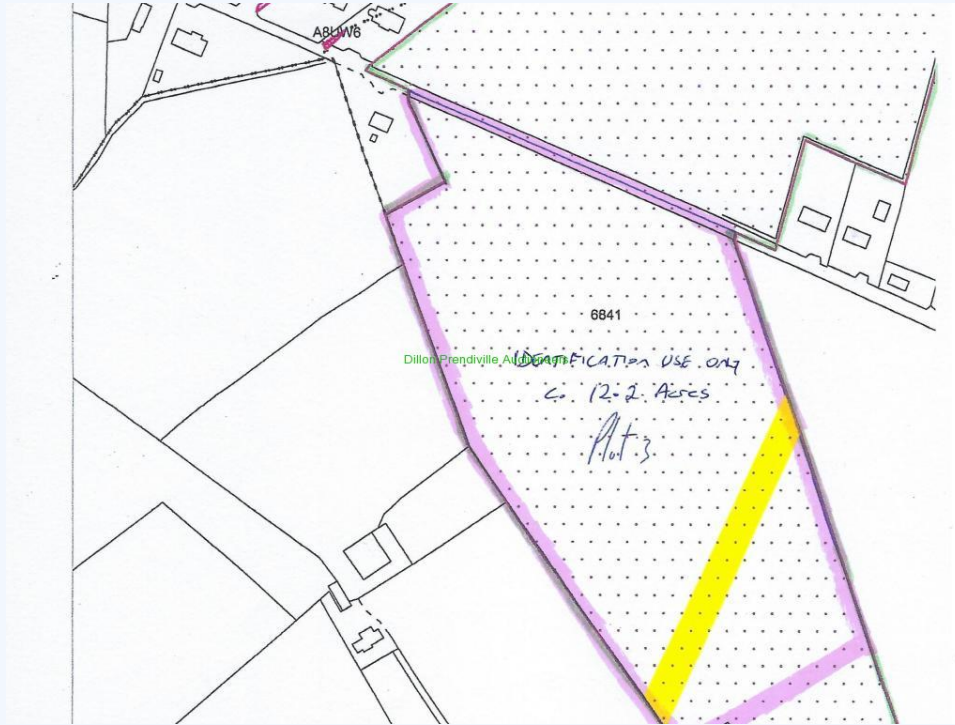 A8UW6
6841
Dillon Prendiville Auctioneers
IDENTIFICATION USE ONLY
C. 12.2 Acres
Plot 3